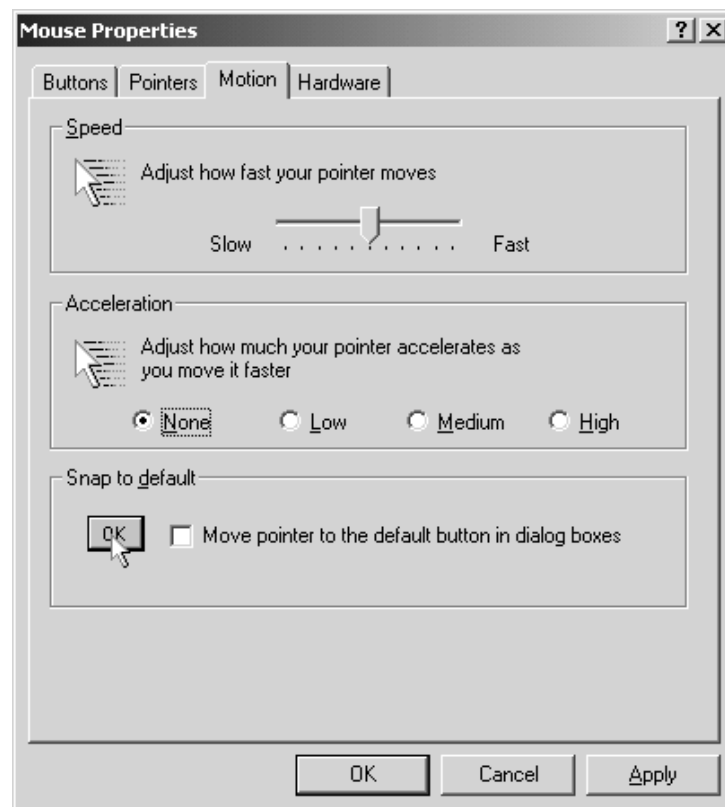 Mouse Properties
Buttons Pointers Motion Hardware
Speed
Adjust how fast your pointer moves
Slow Fast
Acceleration
Adjust how much your pointer accelerates as
you move it faster
None Low Medium High
Snap to default
OK Move pointer to the default button in dialog boxes
OK Cancel Apply